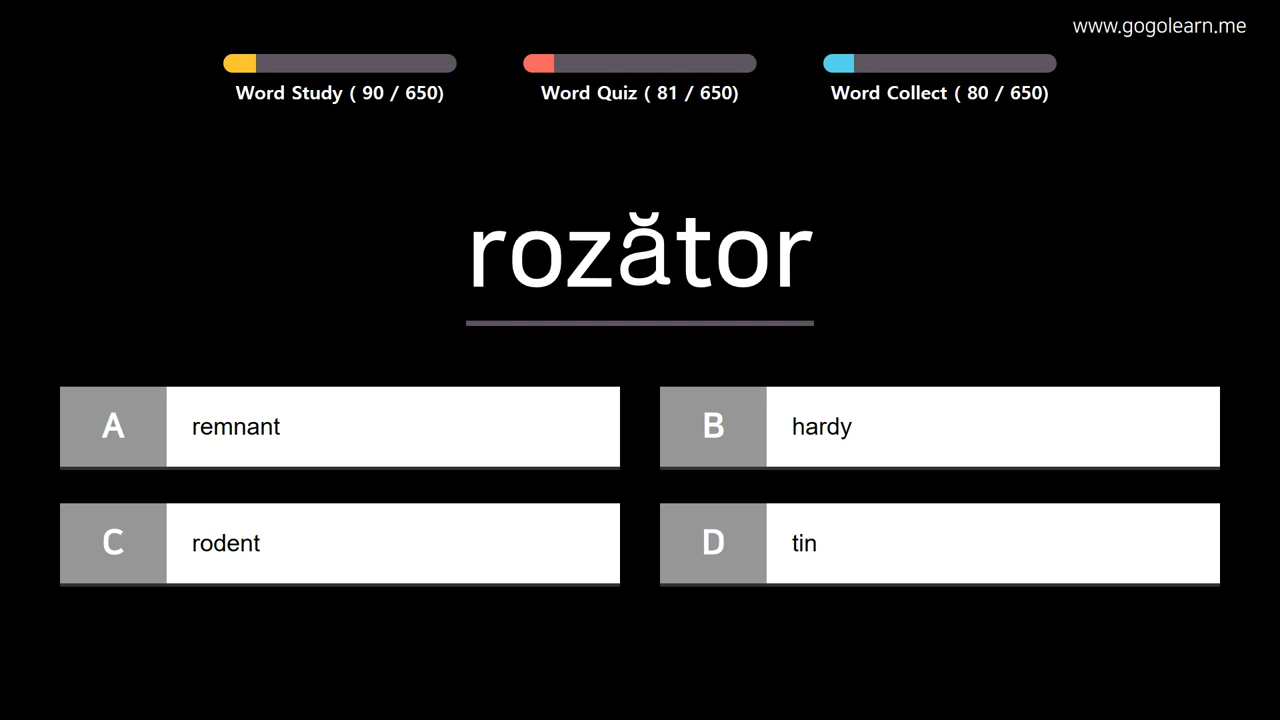 www.gogolearn.me
Word Study ( 90 / 650)
Word Quiz ( 81 / 650)
Word Collect ( 80 / 650)
rozător
A remnant
B hardy
C rodent
D tin